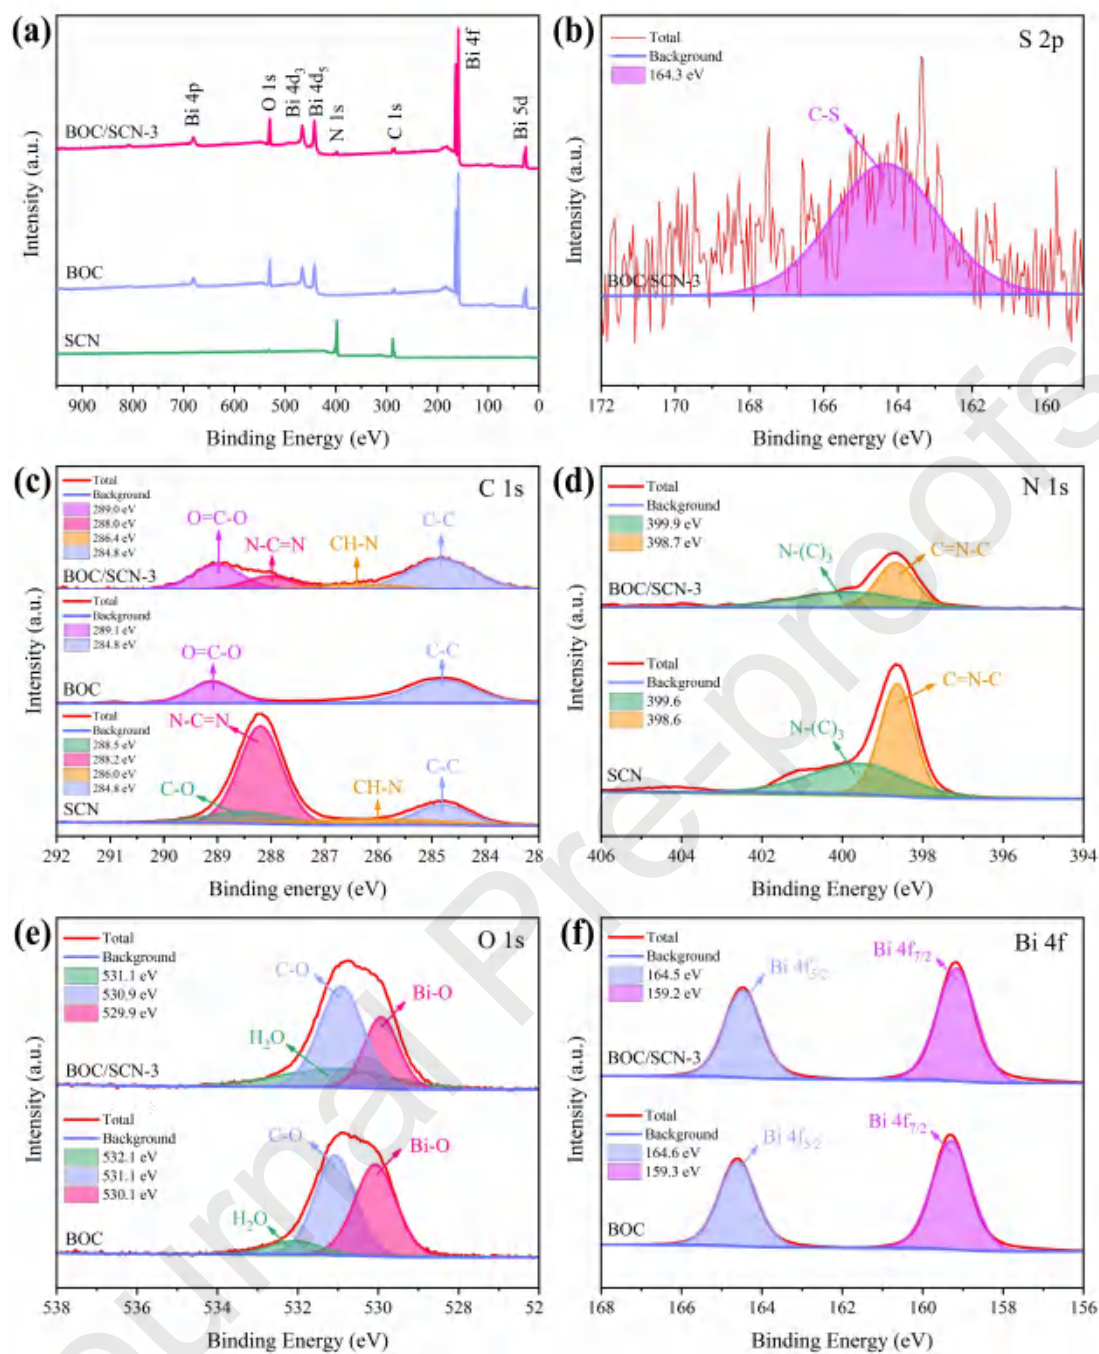 (a)
BOC/SCN-3
Bi 4p
O 1s
Bi 4d3
Bi 4d5
N 1s
C 1s
Bi 4f
Bi 5d
BOC
SCN
Intensity (a.u.)
950 900 800 700 600 500 400 300 200 100 0
Binding Energy (eV)
(b)
Total
Background
164.3 eV
S 2p
C-S
BOC/SCN-3
Intensity (a.u.)
172 170 168 166 164 162 160
Binding energy (eV)
(c)
C 1s
Total
Background
289.0 eV
288.0 eV
286.4 eV
284.8 eV
O=C-O
N-C=N
CH-N
C-C
BOC/SCN-3
Total
Background
289.1 eV
284.8 eV
O=C-O
C-C
BOC
Total
Background
288.5 eV
288.2 eV
286.0 eV
284.8 eV
N-C=N
C-O
CH-N
C-C
SCN
Intensity (a.u.)
292 291 290 289 288 287 286 285 284 28
Binding energy (eV)
(d)
N 1s
Total
Background
399.9 eV
398.7 eV
N-(C)3
C=N-C
BOC/SCN-3
Total
Background
399.6
398.6
N-(C)3
C=N-C
SCN
Intensity (a.u.)
406 404 402 400 398 396 394
Binding Energy (eV)
(e)
O 1s
Total
Background
531.1 eV
530.9 eV
529.9 eV
C-O
Bi-O
H2O
BOC/SCN-3
Total
Background
532.1 eV
531.1 eV
530.1 eV
C-O
Bi-O
H2O
BOC
Intensity (a.u.)
538 536 534 532 530 528 52
Binding Energy (eV)
(f)
Bi 4f
Total
Background
164.5 eV
159.2 eV
Bi 4f5/2
Bi 4f7/2
BOC/SCN-3
Total
Background
164.6 eV
159.3 eV
Bi 4f5/2
Bi 4f7/2
BOC
Intensity (a.u.)
168 166 164 162 160 158 156
Binding Energy (eV)
ournal Pre-proofs